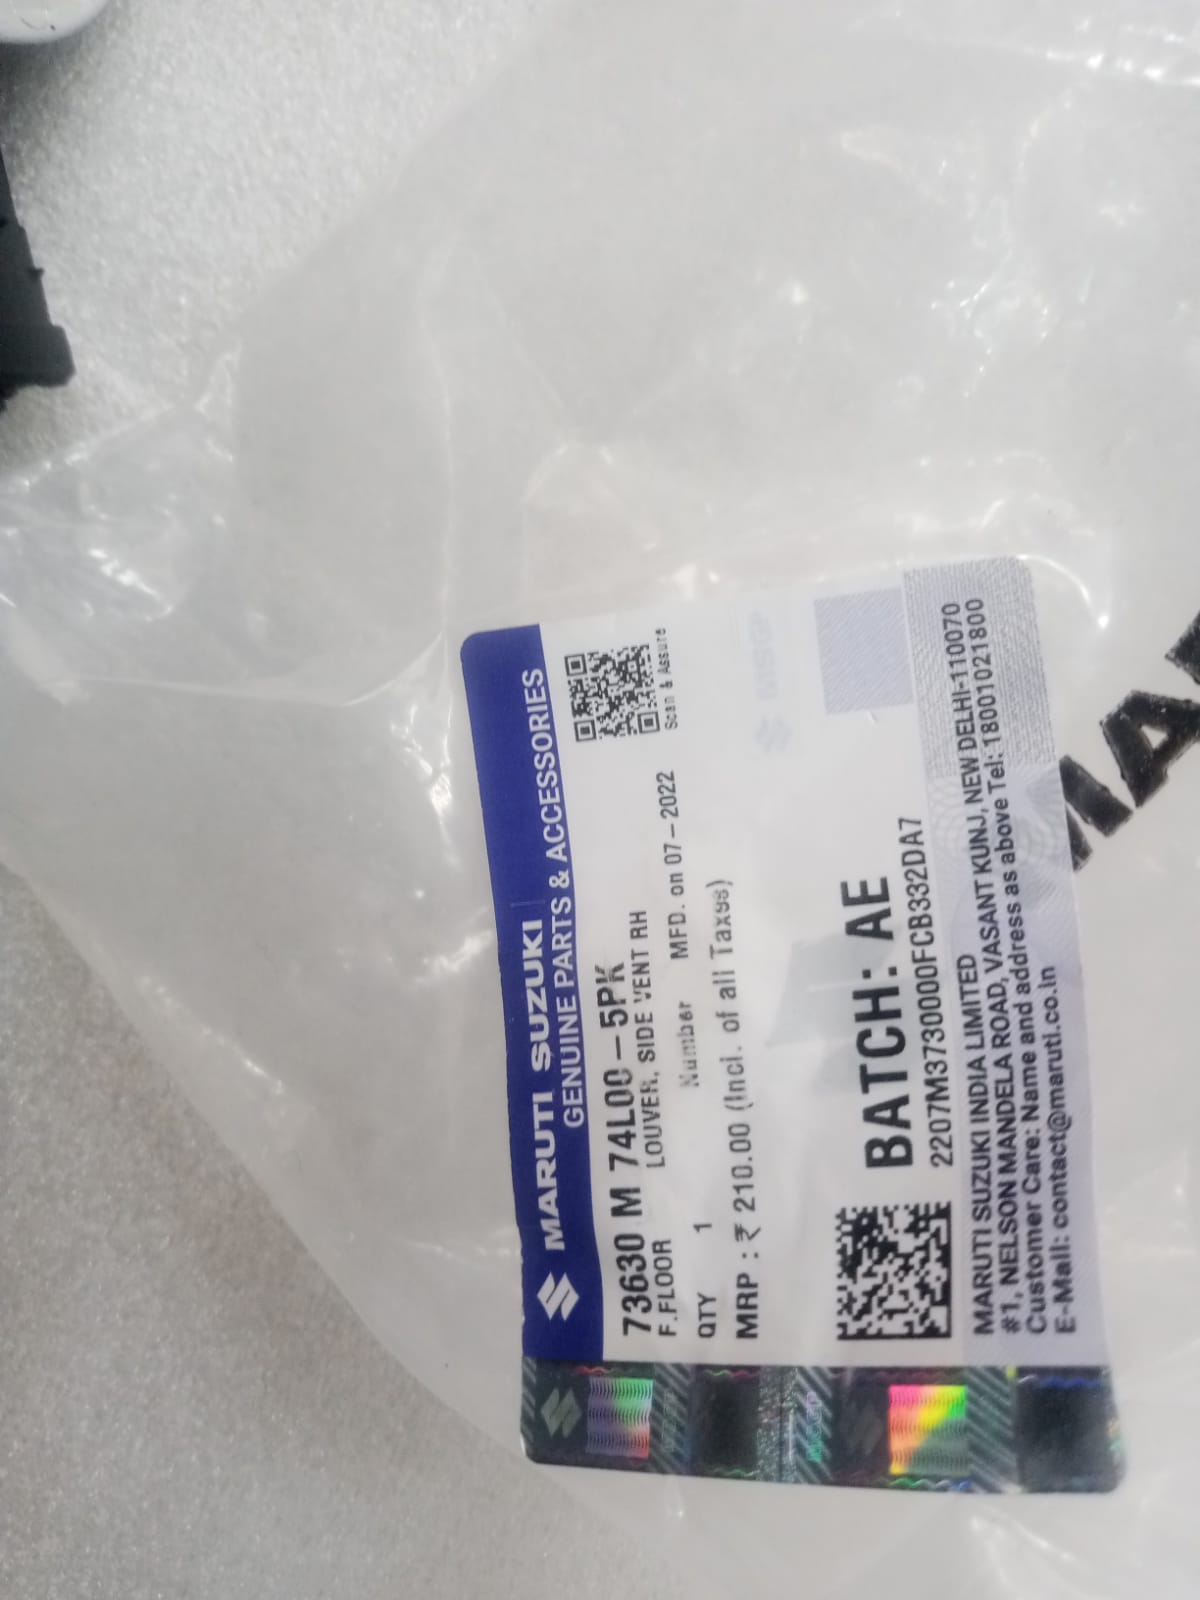 MARUTI SUZUKI
GENUINE PARTS & ACCESSORIES
73630 M 74L00-5PK
F.FLOOR LOUVER, SIDE VENT RH
QTY 1 Number MFD. on 07-2022
Scan & Assure
MRP : ₹ 210.00 (Incl. of all Taxes)
BATCH: AE
2207M3730000FCB332DA7
MARUTI SUZUKI INDIA LIMITED
#1, NELSON MANDELA ROAD, VASANT KUNJ, NEW DELHI-110070
Customer Care: Name and address as above Tel: 18001021800
E-Mail: contact@maruti.co.in
MA